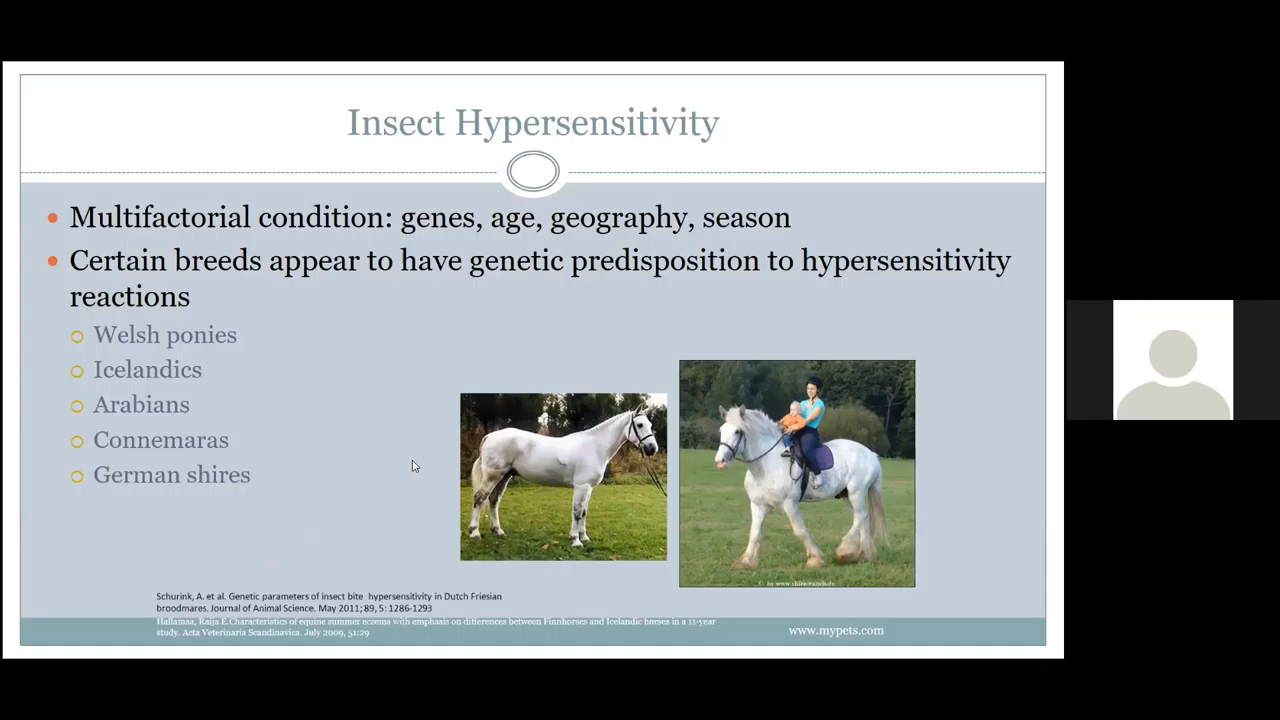 Insect Hypersensitivity
Multifactorial condition: genes, age, geography, season
Certain breeds appear to have genetic predisposition to hypersensitivity
reactions
Welsh ponies
Icelandics
Arabians
Connemaras
German shires
© by www.shireranch.de
Schurink, A. et al. Genetic parameters of insect bite hypersensitivity in Dutch Friesian
broodmares. Journal of Animal Science. May 2011; 89, 5: 1286-1293
Hallamaa, Raija E.Characteristics of equine summer eczema with emphasis on differences between Finnhorses and Icelandic horses in a 11-year
study. Acta Veterinaria Scandinavica. July 2009, 51:29
www.mypets.com